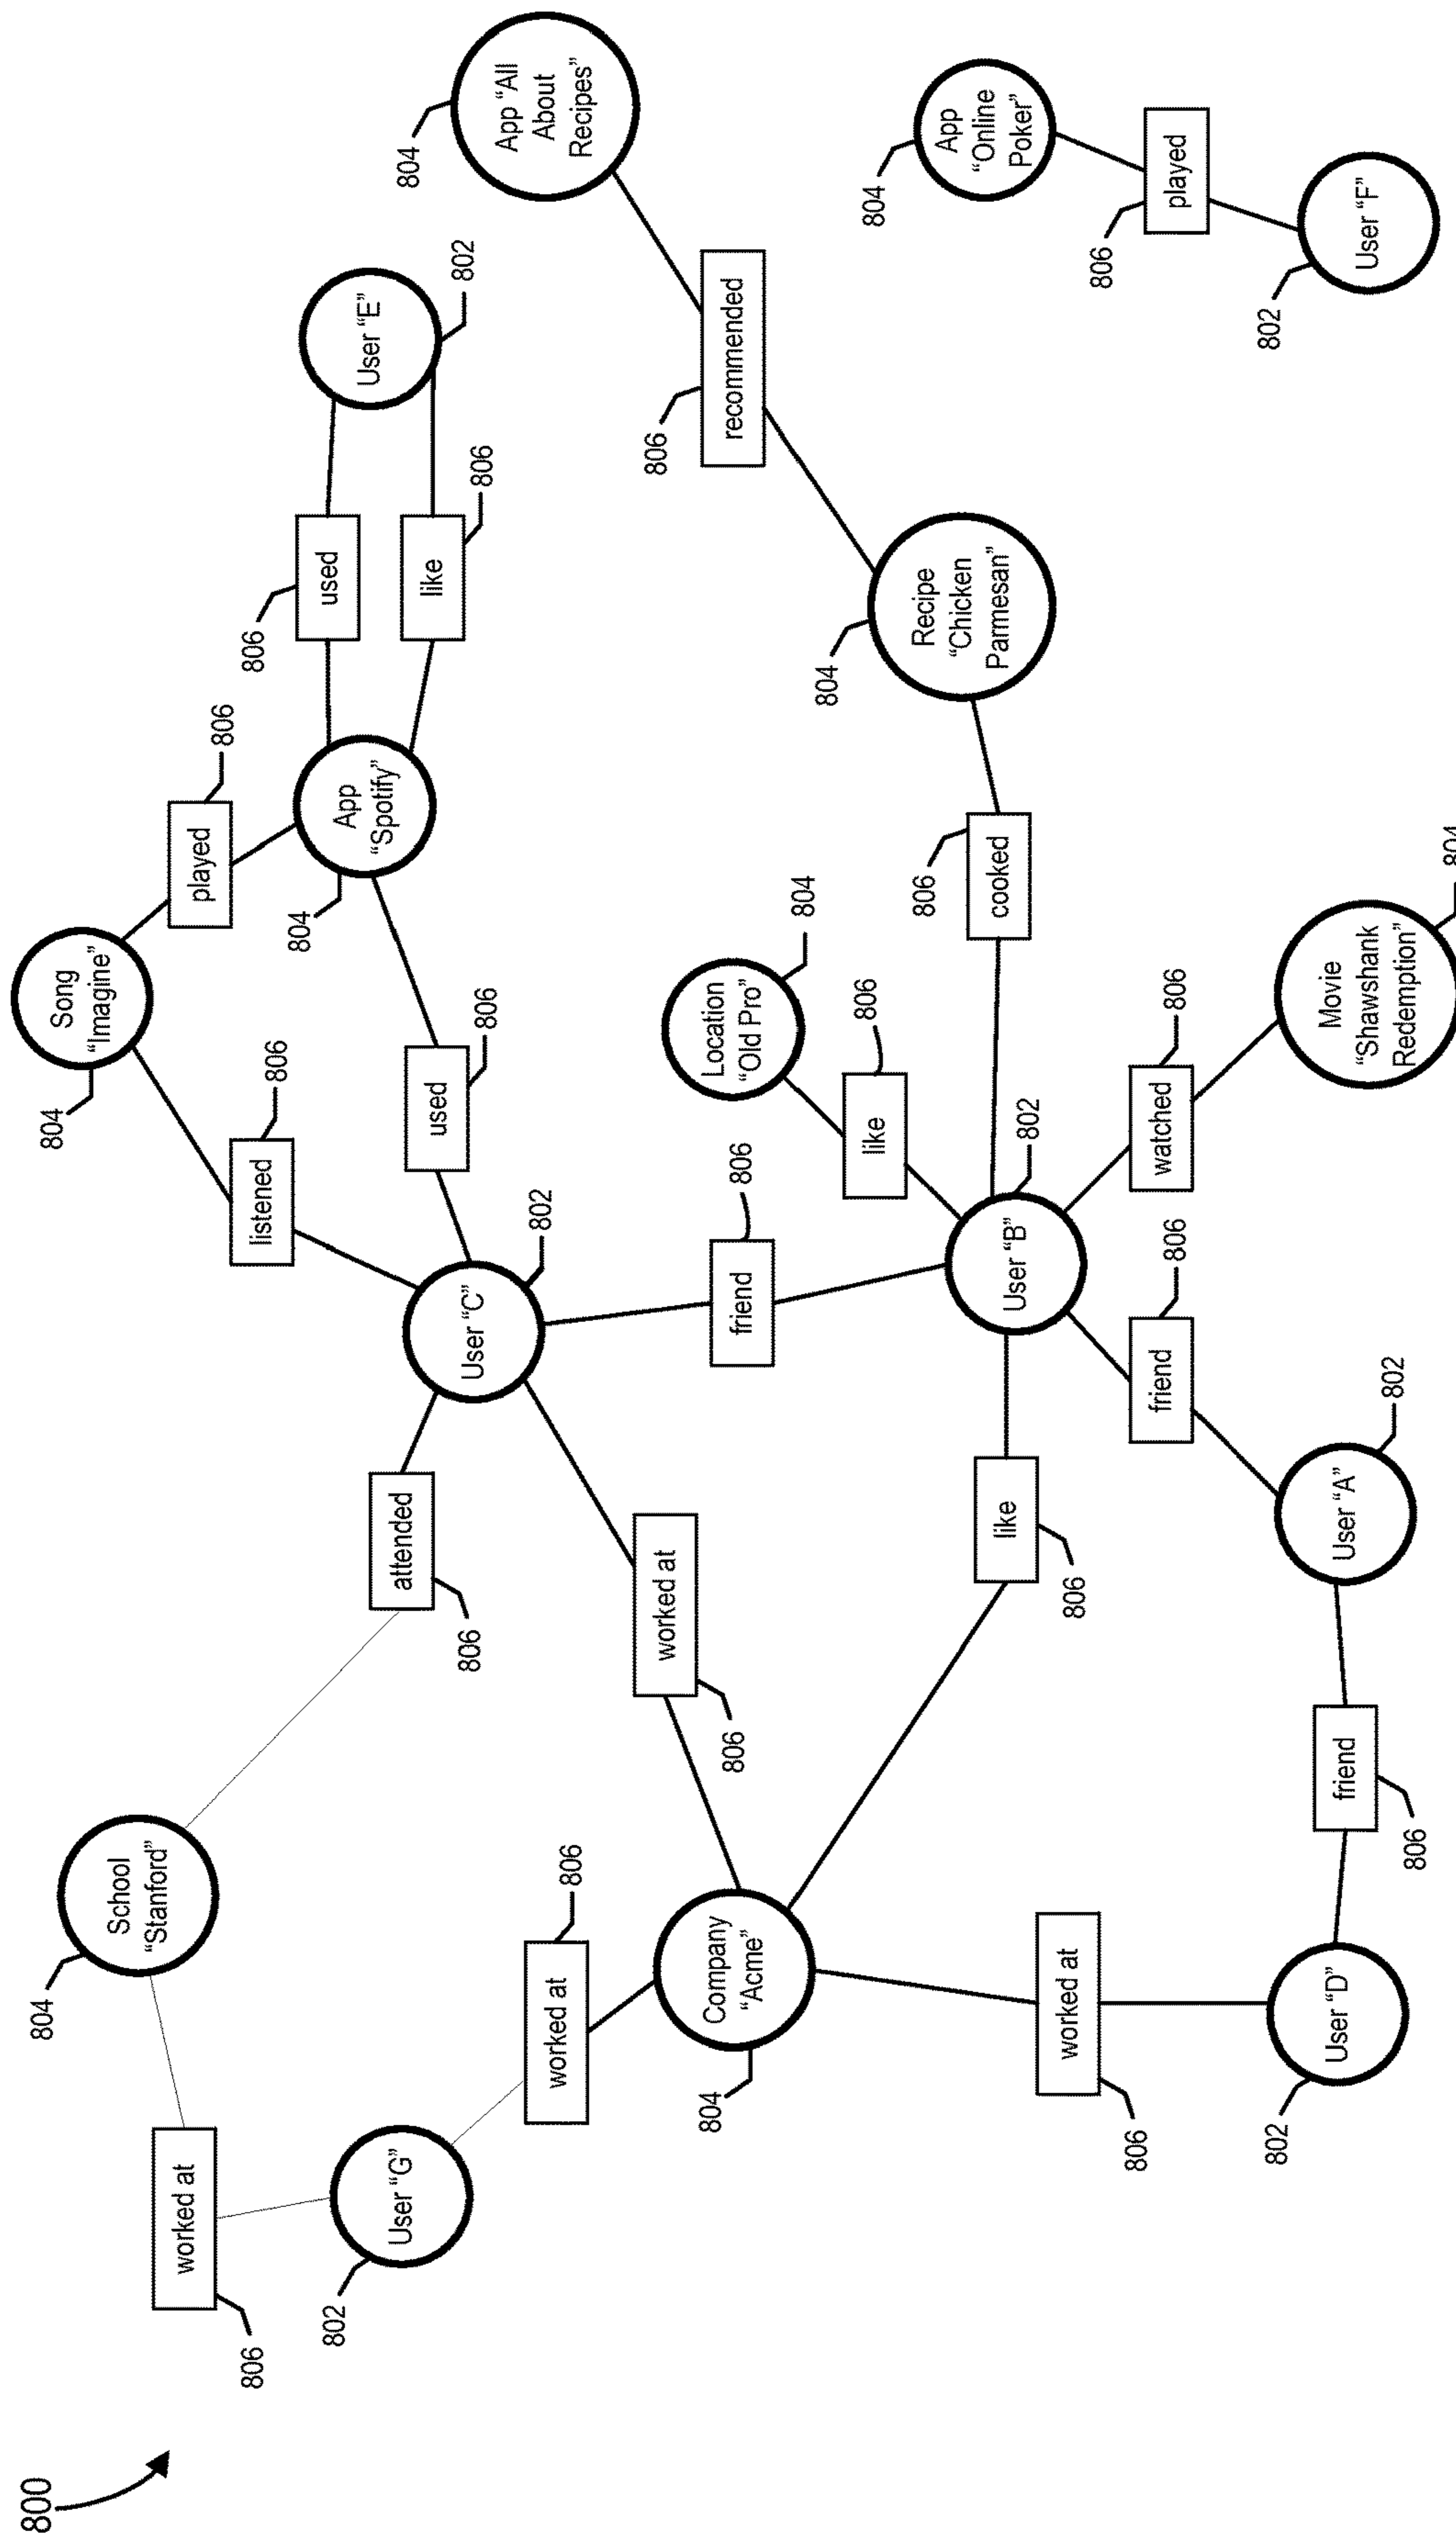 800
804
School
“Stanford”
804
Song
“Imagine”
worked at
806
played
806
listened
806
802
User “G”
attended
806
User “C”
802
used
806
804
App
“Spotify”
806
used
like
806
User “E”
802
804
App “All
About
Recipes”
worked at
806
worked at
806
804
Company
“Acme”
friend
806
Location
“Old Pro”
804
like
806
806
recommended
804
Recipe
“Chicken
Parmesan”
806
cooked
like
806
User “B”
802
worked at
806
friend
806
watched
806
802
User “D”
friend
806
User “A”
802
Movie
“Shawshank
Redemption”
804
804
App
“Online
Poker”
806
played
802
User “F”